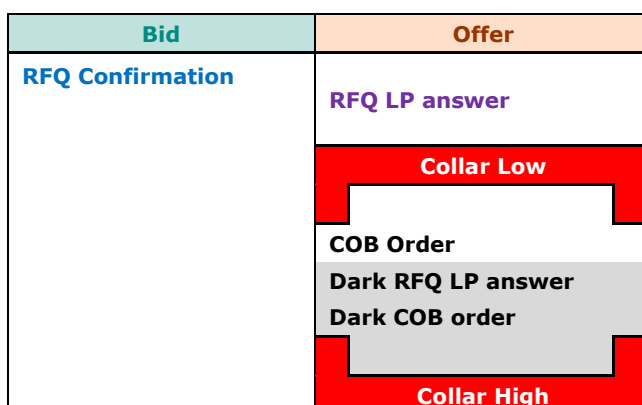 Bid
Offer
RFQ Confirmation
RFQ LP answer
Collar Low
COB Order
Dark RFQ LP answer
Dark COB order
Collar High